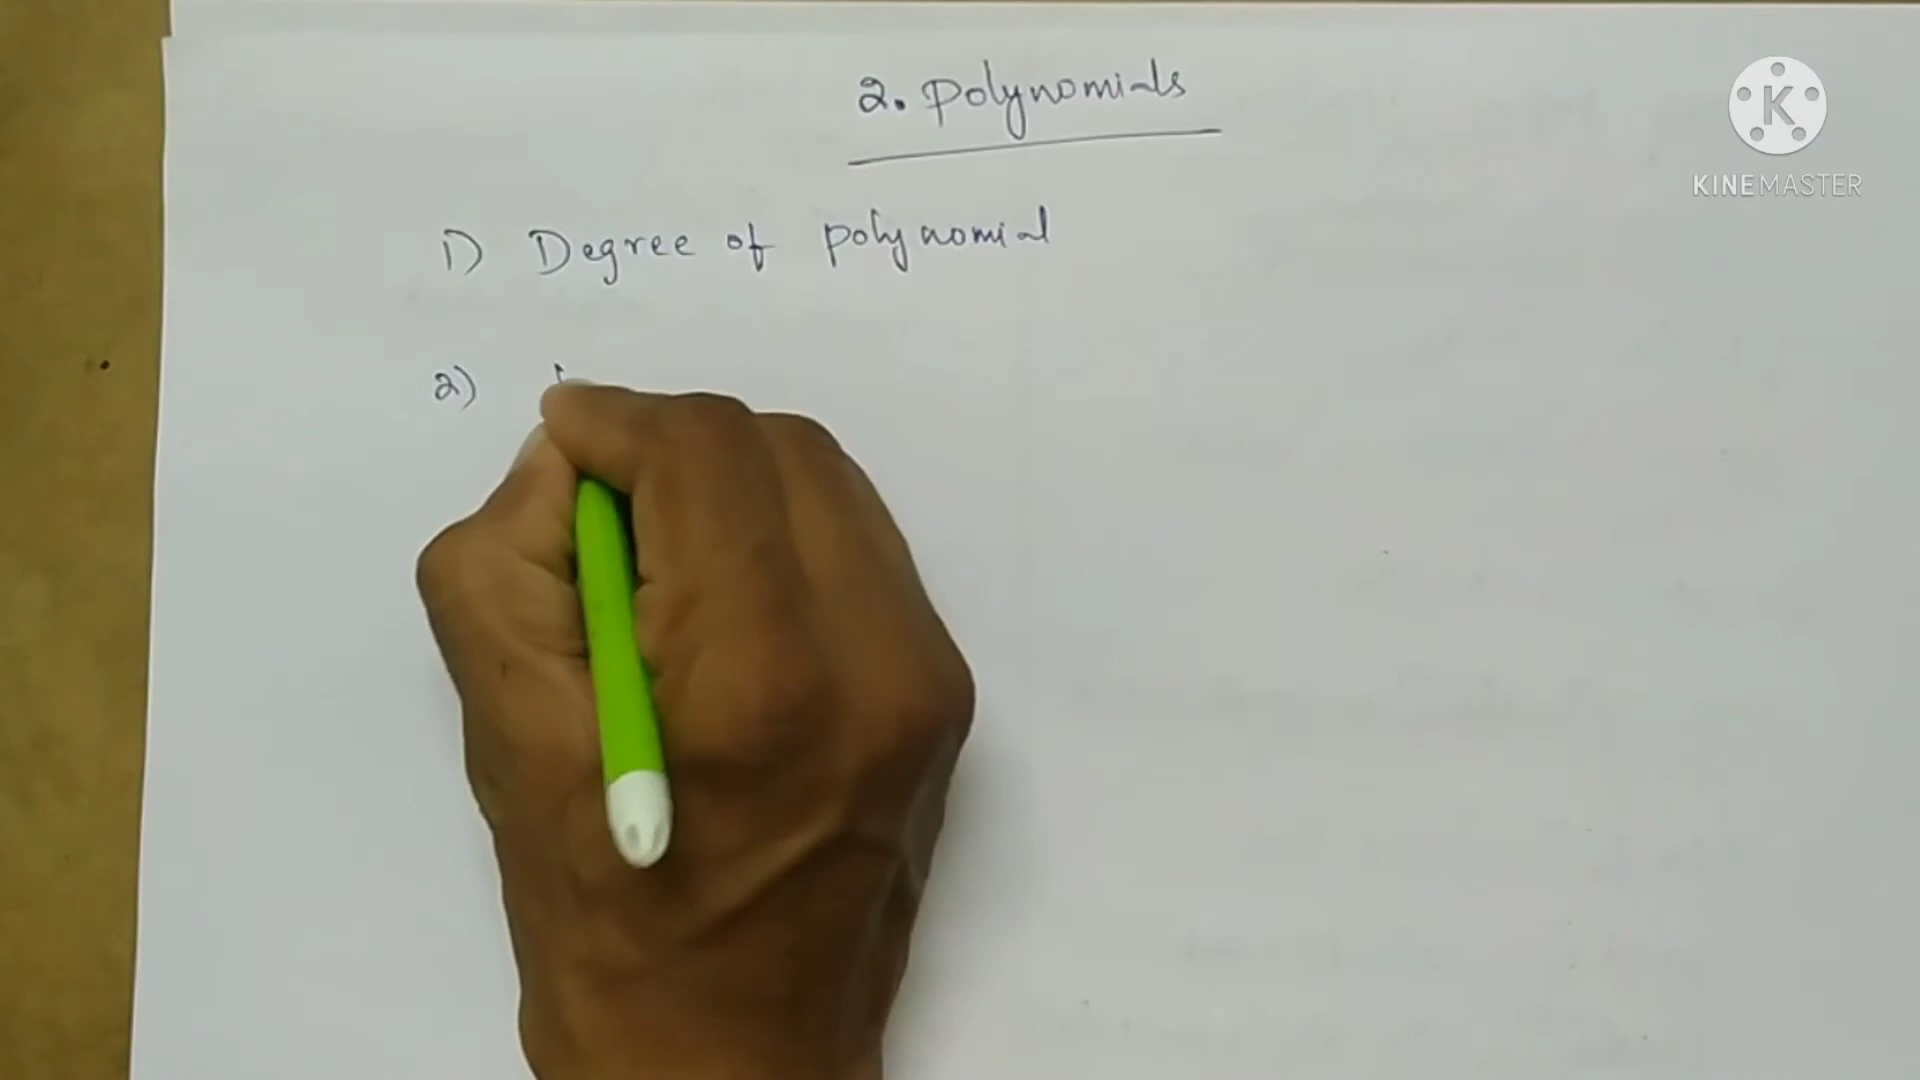 2. Polynomials
K
KINEMASTER
1) Degree of polynomial
2)